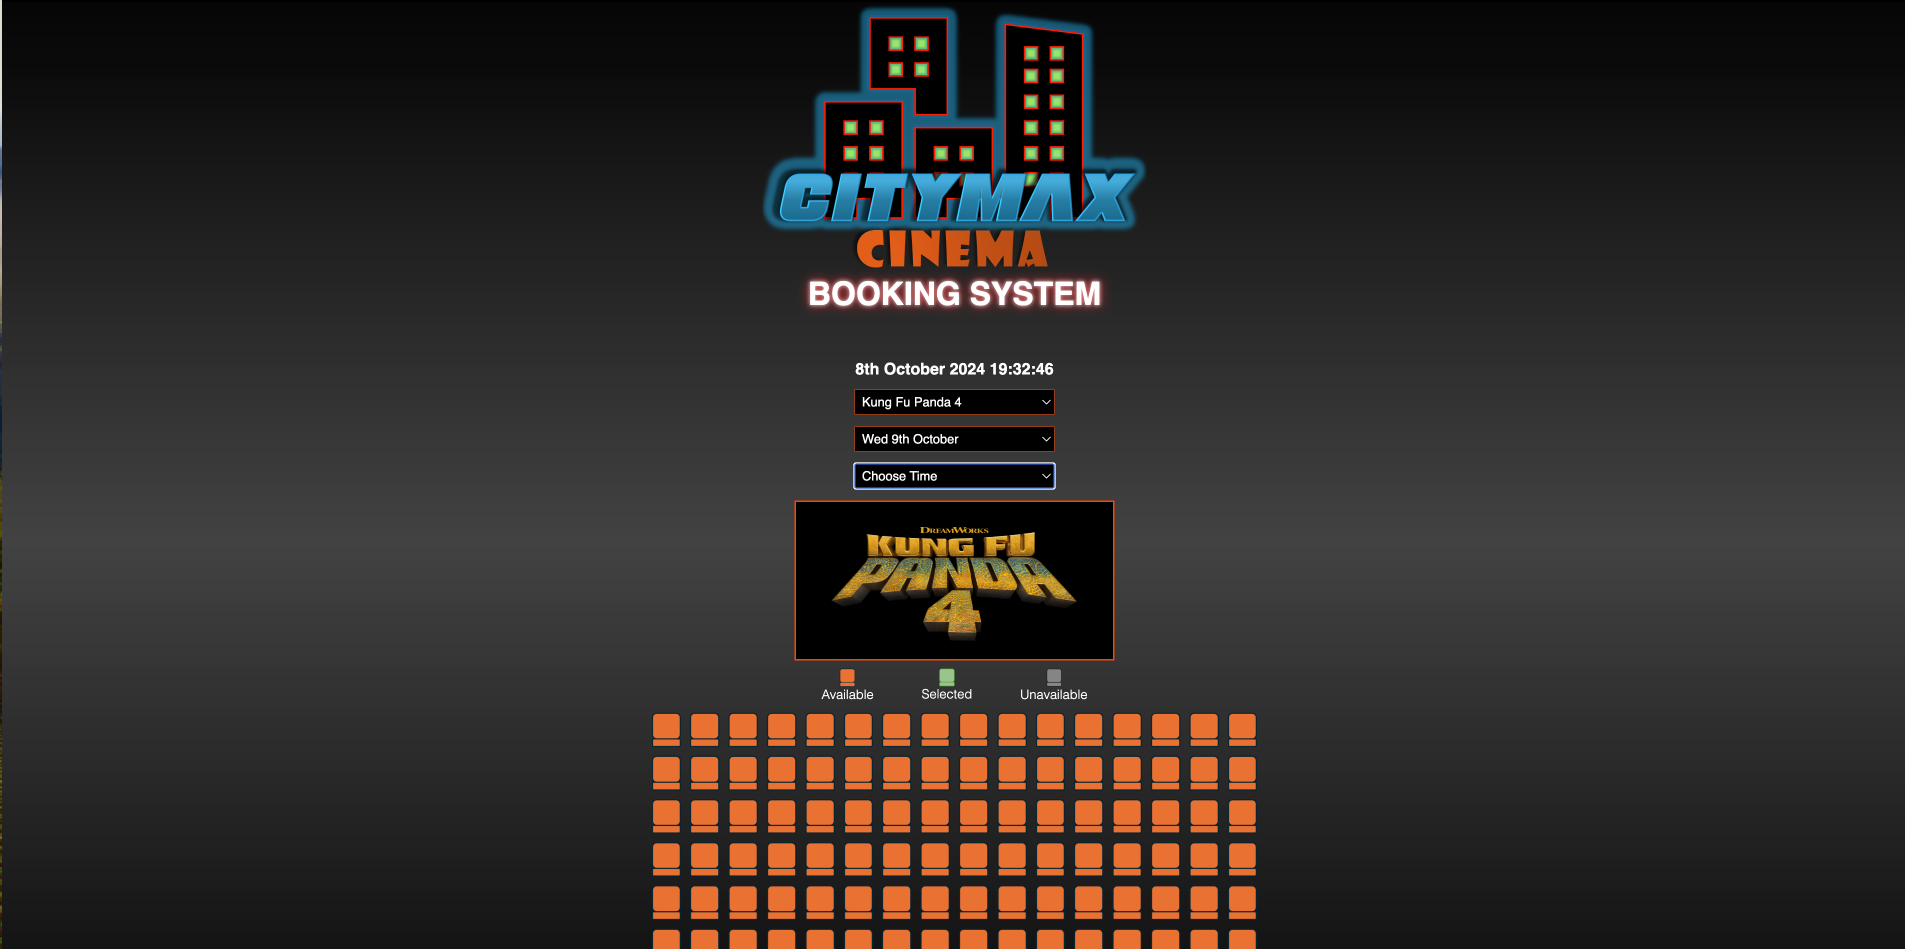 CITYMAX
CINEMA
BOOKING SYSTEM
8th October 2024 19:32:46
Kung Fu Panda 4
Wed 9th October
Choose Time
DREAMWORKS
KUNG FU
PANDA
4
Available Selected Unavailable